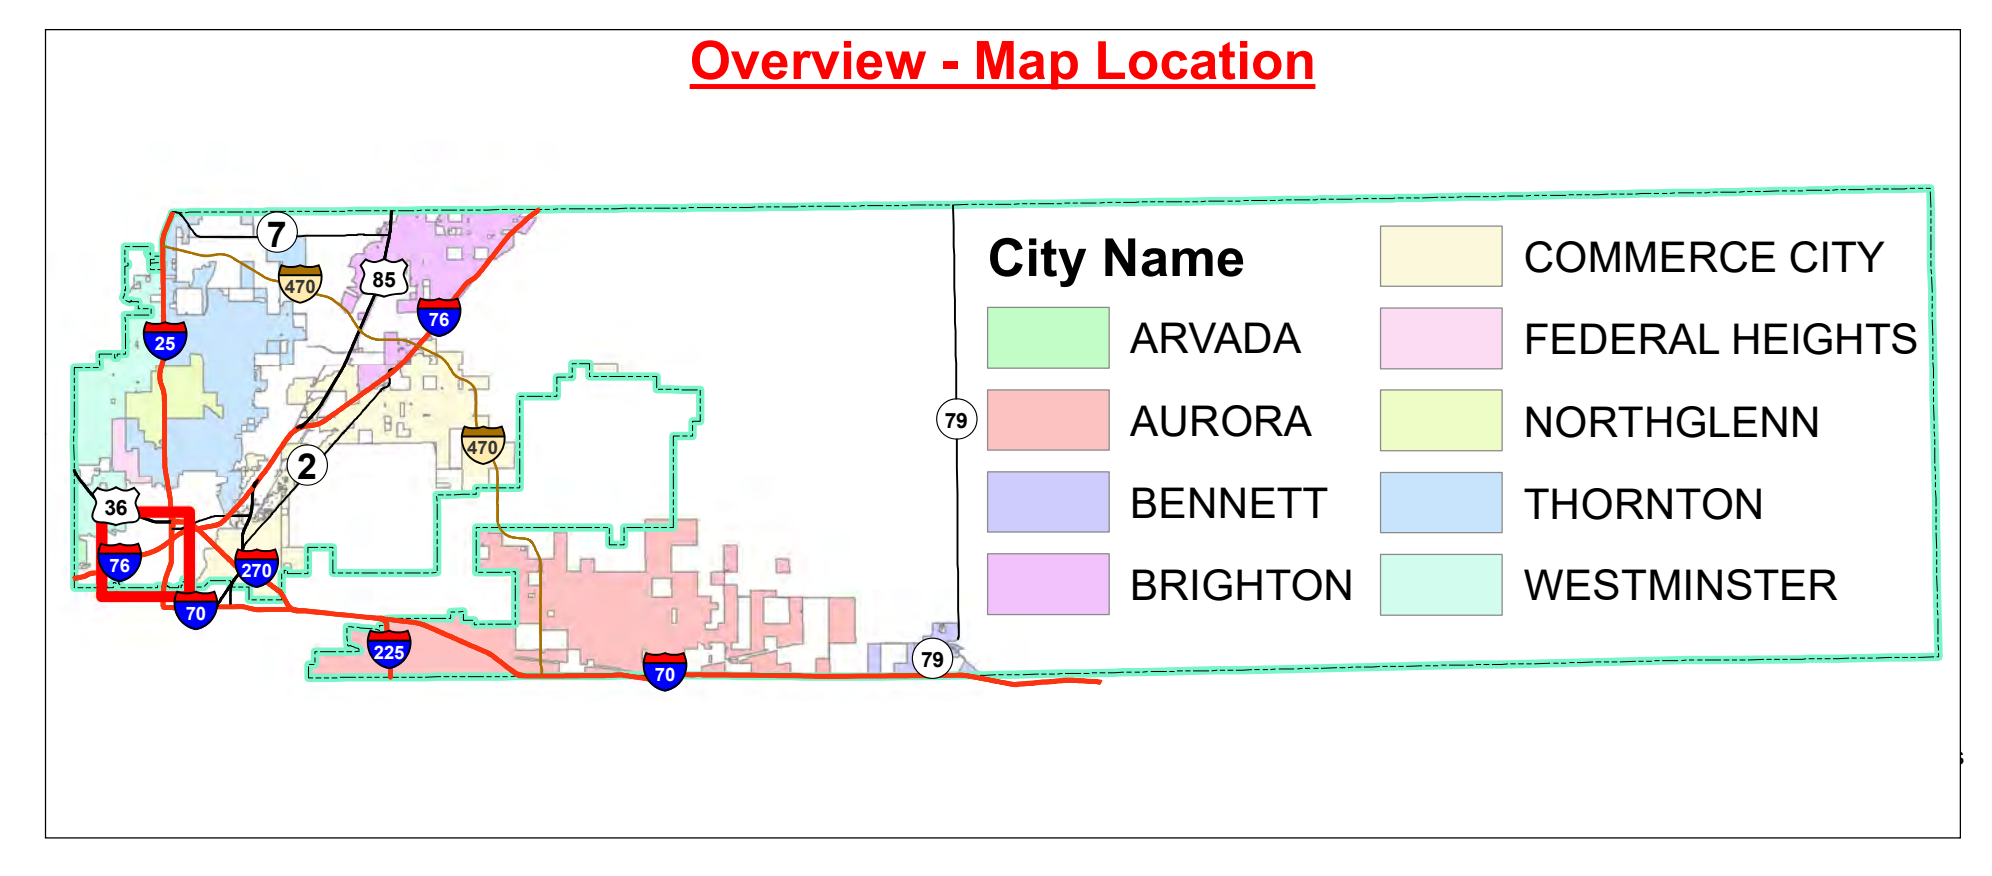 Overview - Map Location
7
470
85
76
25
79
470
2
36
76
270
70
225
70
79
City Name
ARVADA
AURORA
BENNETT
BRIGHTON
COMMERCE CITY
FEDERAL HEIGHTS
NORTHGLENN
THORNTON
WESTMINSTER